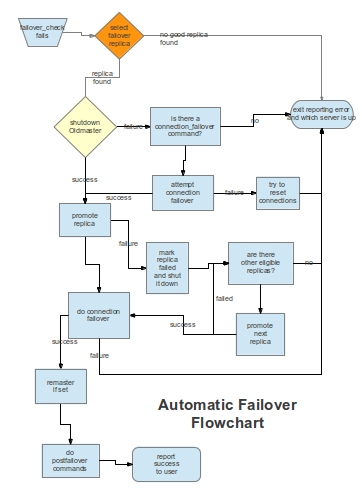 failover_check
fails
select
failover
replica
no good replica
found
replica
found
exit reporting error
and which server is up
shutdown
Oldmaster
failure
is there a
connection_failover
command?
no
success
success
attempt
connection
failover
failure
try to
reset
connections
promote
replica
failure
mark
replica
failed
and shut
it down
are there
other eligible
replicas?
no
failed
do connection
failover
success
promote
next
replica
success
failure
remaster
if set
Automatic Failover
Flowchart
do
postfailover
commands
report
success
to user